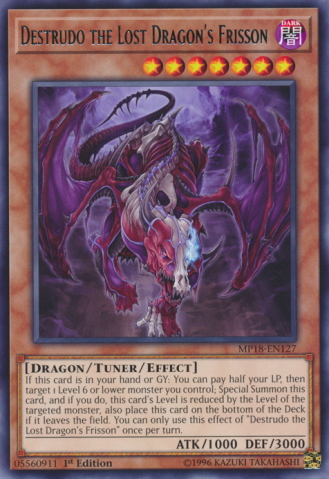 DESTRUDO THE LOST DRAGON'S FRISSON
DARK
闇
MP18-EN127
[DRAGON/TUNER/EFFECT]
If this card is in your hand or GY: You can pay half your LP, then
target 1 Level 6 or lower monster you control; Special Summon this
card, and if you do, this card's Level is reduced by the Level of the
targeted monster, also place this card on the bottom of the Deck
if it leaves the field. You can only use this effect of "Destrudo the
Lost Dragon's Frisson" once per turn.
ATK/1000 DEF/3000
05560911 1st Edition ©1996 KAZUKI TAKAHASHI